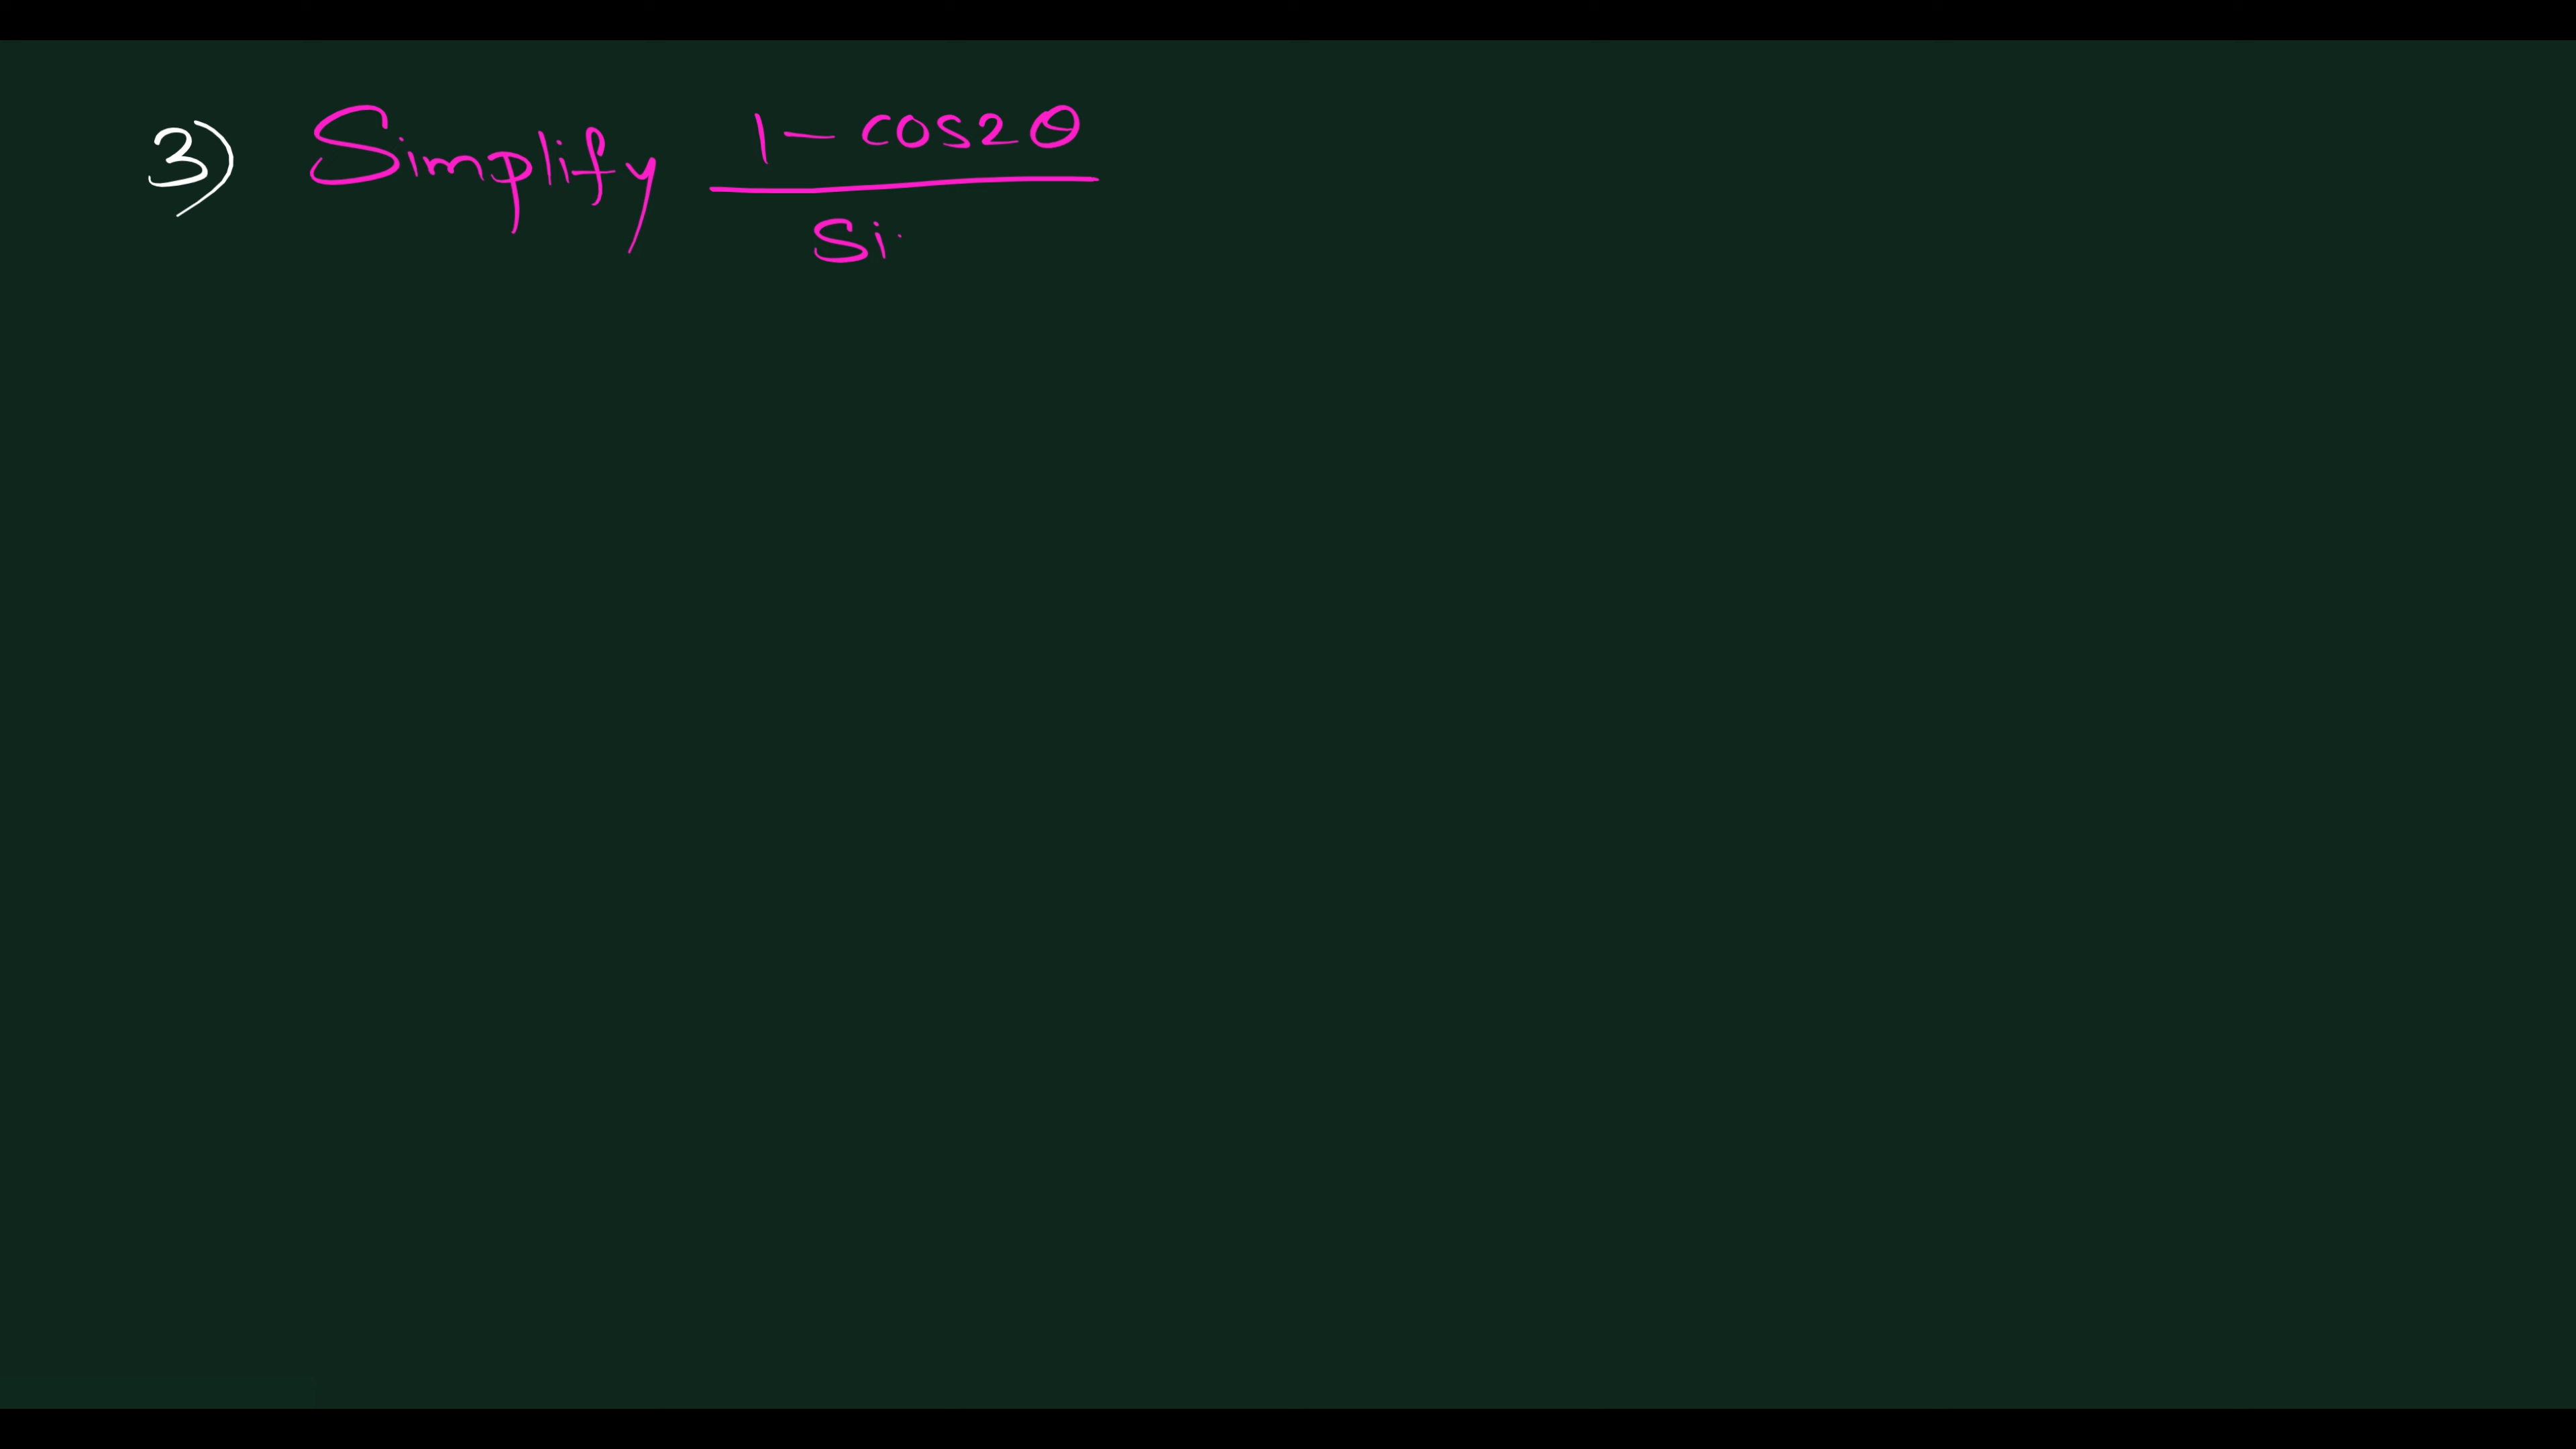 3) Simplify (1 - cos2θ)/(Si